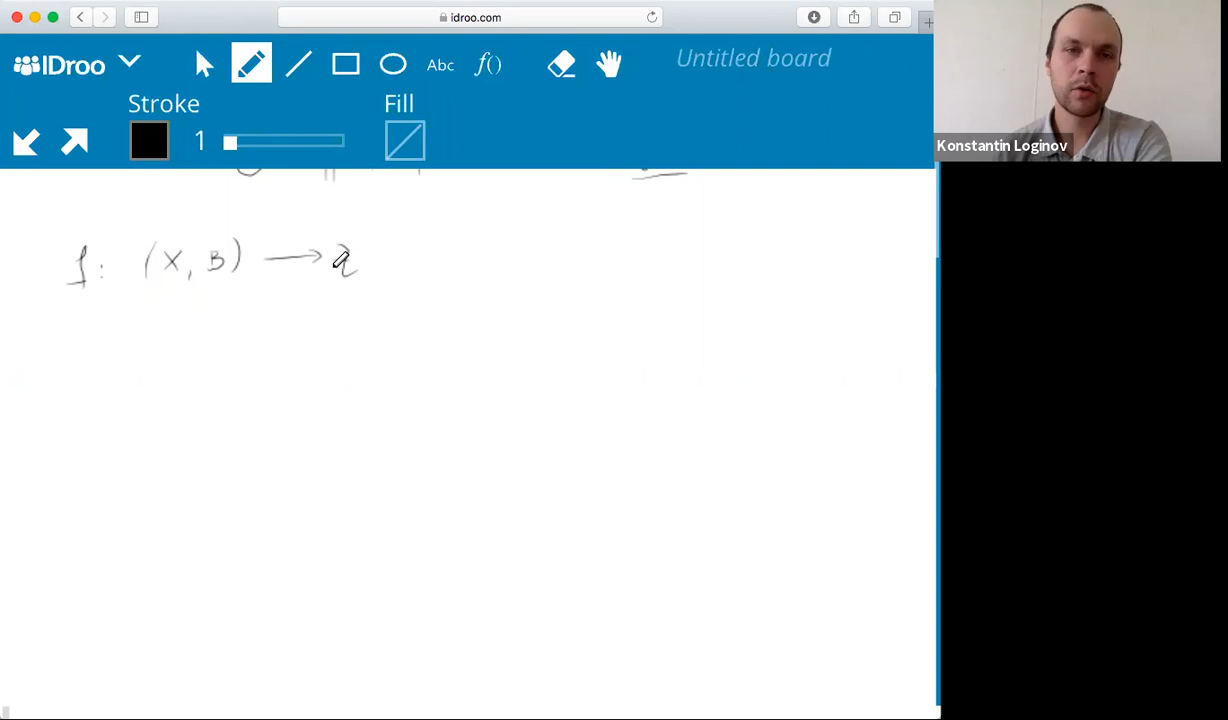 idroo.com
IDroo
Abc
f()
Untitled board
Stroke
Fill
1
Konstantin Loginov
f: (X, B) → Z